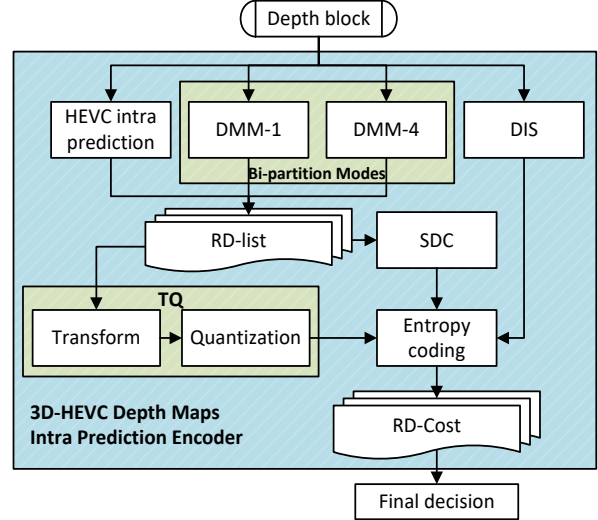 Depth block
HEVC intra
prediction
DMM-1
DMM-4
DIS
Bi-partition Modes
RD-list
SDC
TQ
Transform
Quantization
Entropy
coding
3D-HEVC Depth Maps
Intra Prediction Encoder
RD-Cost
Final decision